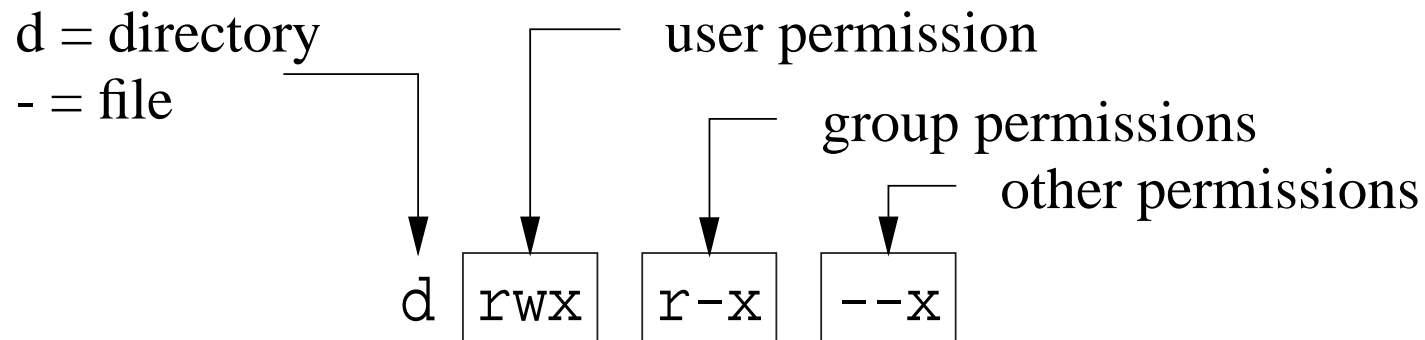 d = directory
- = file
user permission
group permissions
other permissions
d rwx r-x --x